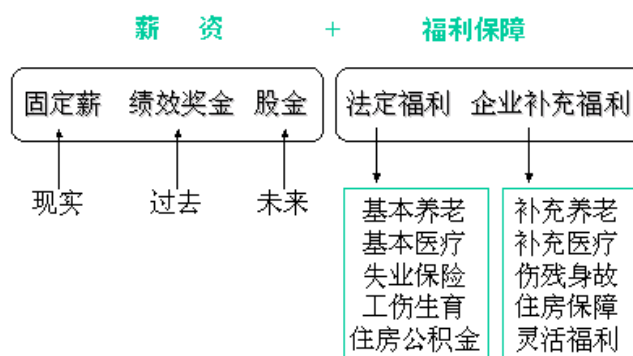 薪 资 + 福利保障
固定薪 绩效奖金 股金 法定福利 企业补充福利
现实 过去 未来
基本养老 补充养老
基本医疗 补充医疗
失业保险 伤残身故
工伤生育 住房保障
住房公积金 灵活福利